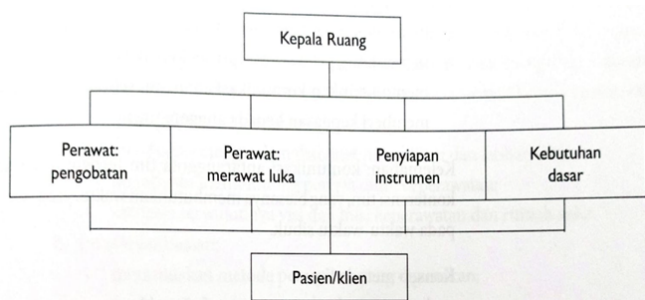 Kepala Ruang
Perawat:
pengobatan
Perawat:
merawat luka
Penyiapan
instrumen
Kebutuhan
dasar
Pasien/klien